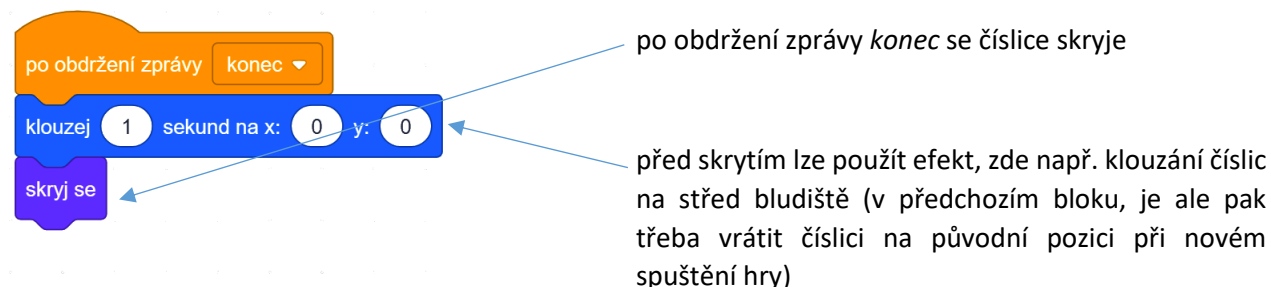 po obdržení zprávy konec
klouzej 1 sekund na x: 0 y: 0
skryj se
po obdržení zprávy konec se číslice skryje
před skrytím lze použít efekt, zde např. klouzání číslic
na střed bludiště (v předchozím bloku, je ale pak
třeba vrátit číslici na původní pozici při novém
spuštění hry)